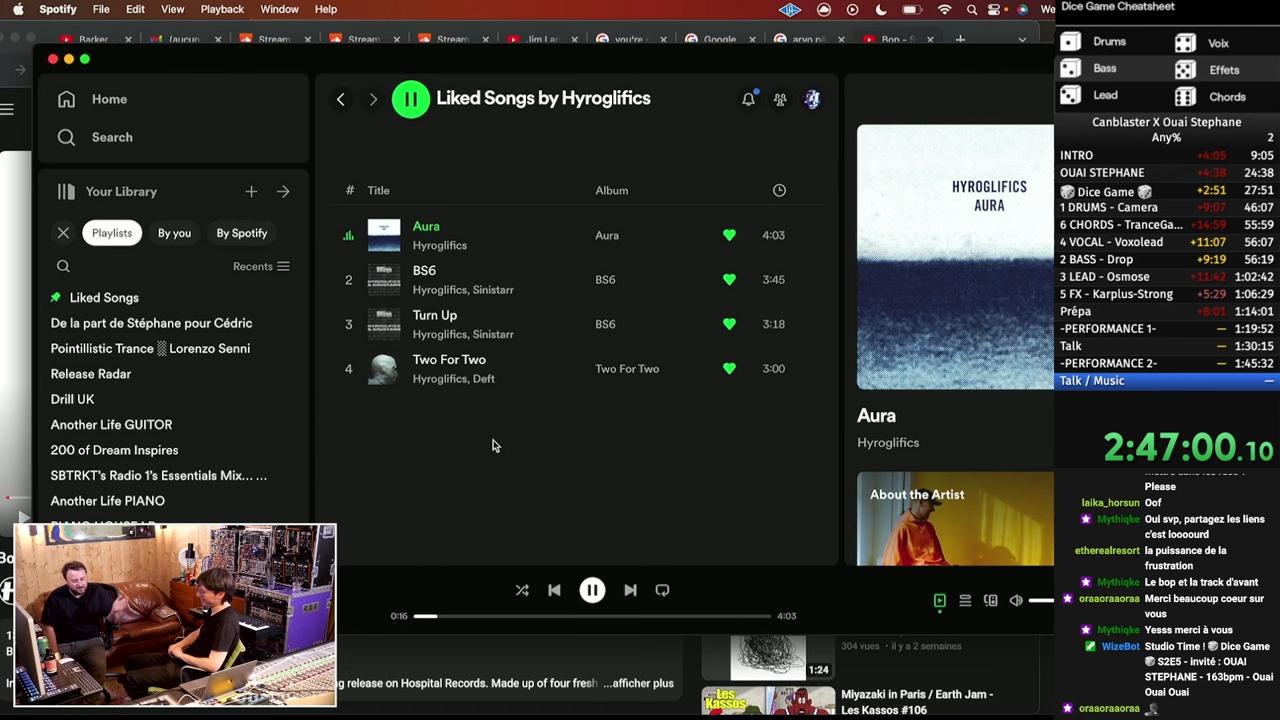 Spotify File Edit View Playback Window Help
Barker -
Stream
Stream
Stream
Google
Bop - S
Home
Search
Your Library
Playlists By you By Spotify
Recents
Liked Songs
De la part de Stéphane pour Cédric
Pointillistic Trance ░ Lorenzo Senni
Release Radar
Drill UK
Another Life GUITOR
200 of Dream Inspires
SBTRKT's Radio 1's Essentials Mix... ...
Another Life PIANO
Liked Songs by Hyroglifics
# Title Album
Aura
Hyroglifics
Aura 4:03
2 BS6
Hyroglifics, Sinistarr
BS6 3:45
3 Turn Up
Hyroglifics, Sinistarr
BS6 3:18
4 Two For Two
Hyroglifics, Deft
Two For Two 3:00
HYROGLIFICS
AURA
Aura
Hyroglifics
About the Artist
0:16 4:03
ng release on Hospital Records. Made up of four fresh ...afficher plus
304 vues • il y a 2 semaines
1:24
Les
Kassos
Miyazaki in Paris / Earth Jam -
Les Kassos #106
Dice Game Cheatsheet
Drums Voix
Bass Effets
Lead Chords
Canblaster X Ouai Stephane
Any% 2
INTRO +4:05 9:05
OUAI STEPHANE +4:38 24:38
🎲 Dice Game 🎲 +2:51 27:51
1 DRUMS - Camera +9:07 46:07
6 CHORDS - TranceGa... +14:59 55:59
4 VOCAL - Voxolead +11:07 56:07
2 BASS - Drop +9:19 56:19
3 LEAD - Osmose +11:42 1:02:42
5 FX - Karplus-Strong +5:29 1:06:29
Prépa +8:01 1:14:01
-PERFORMANCE 1- — 1:19:52
Talk — 1:30:15
-PERFORMANCE 2- — 1:45:32
Talk / Music —
2:47:00.10
Please
laika_horsun Oof
Mythiqke Oui svp, partagez les liens
c'est loooourd
etherealresort la puissance de la
frustration
Mythiqke Le bop et la track d'avant
oraaoraaoraa Merci beaucoup coeur sur
vous
Mythiqke Yesss merci à vous
WizeBot Studio Time ! 🎲 Dice Game
🎲 S2E5 - invité : OUAI
STEPHANE - 163bpm - Ouai
Ouai Ouai
oraaoraaoraa